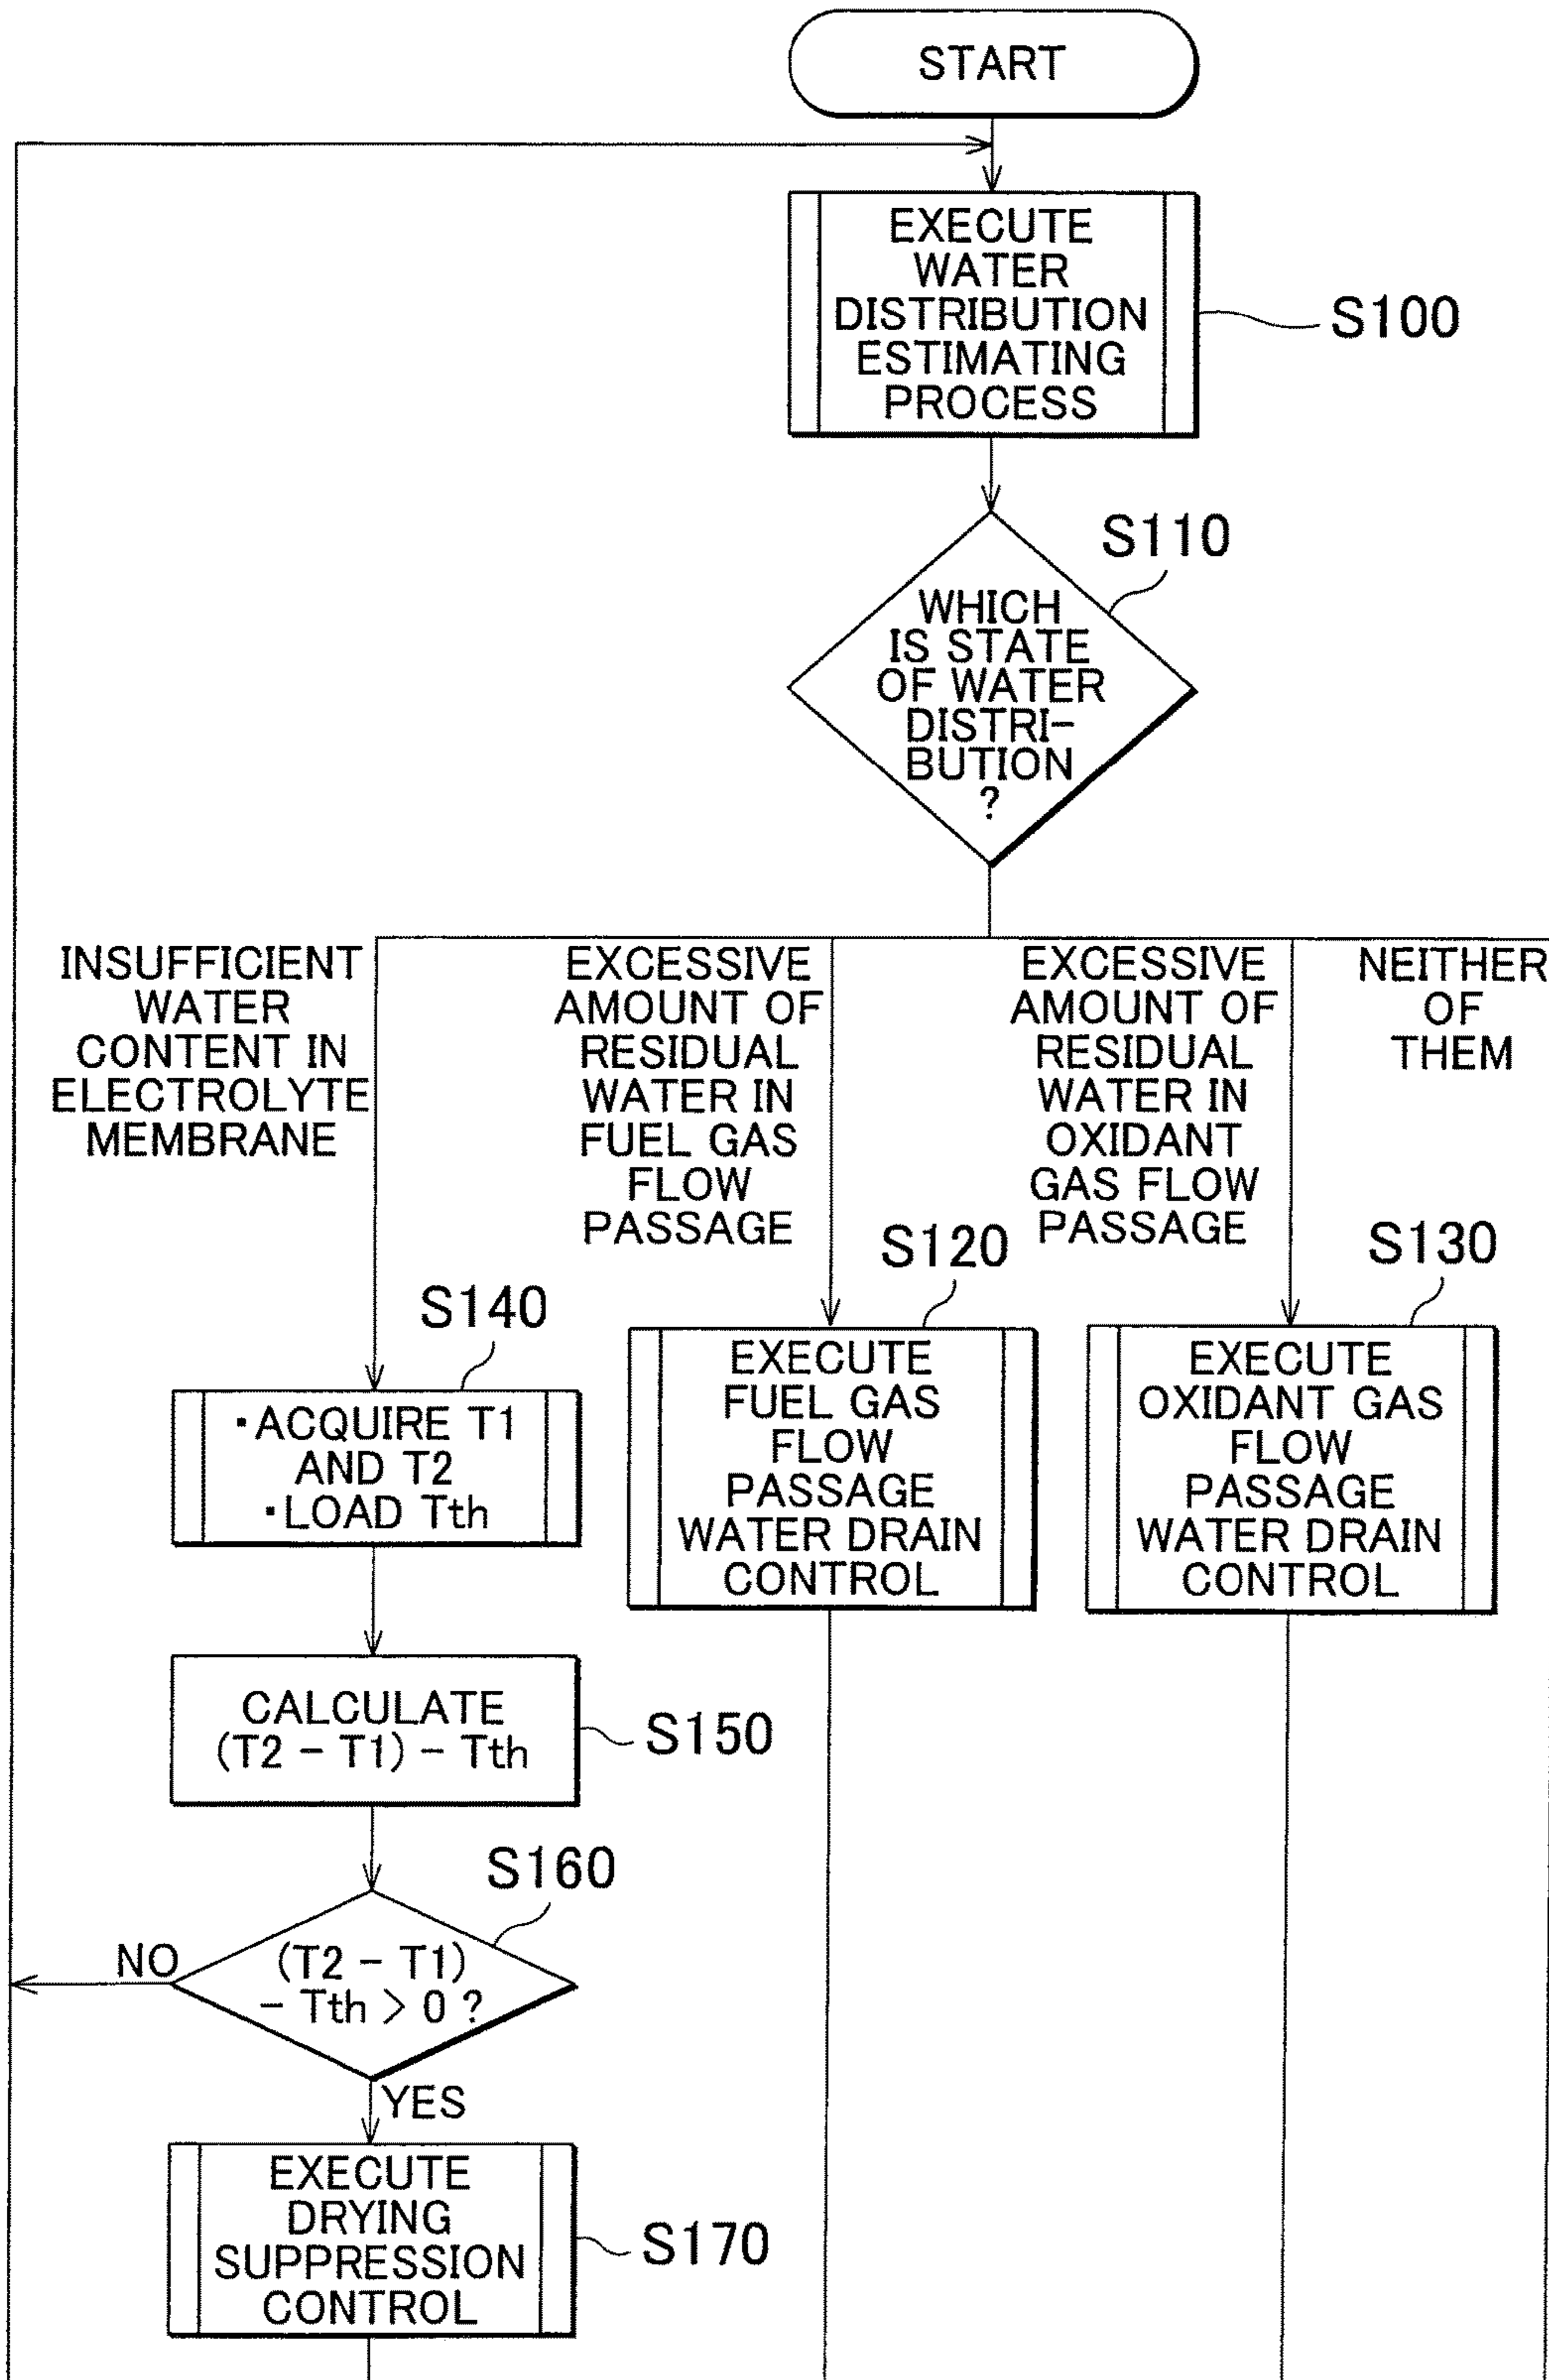 START
EXECUTE
WATER
DISTRIBUTION
ESTIMATING
PROCESS
S100
S110
WHICH
IS STATE
OF WATER
DISTRI-
BUTION
?
INSUFFICIENT
WATER
CONTENT IN
ELECTROLYTE
MEMBRANE
EXCESSIVE
AMOUNT OF
RESIDUAL
WATER IN
FUEL GAS
FLOW
PASSAGE
EXCESSIVE
AMOUNT OF
RESIDUAL
WATER IN
OXIDANT
GAS FLOW
PASSAGE
NEITHER
OF
THEM
S140
・ACQUIRE T1
AND T2
・LOAD Tth
S120
EXECUTE
FUEL GAS
FLOW
PASSAGE
WATER DRAIN
CONTROL
S130
EXECUTE
OXIDANT GAS
FLOW
PASSAGE
WATER DRAIN
CONTROL
CALCULATE
(T2 - T1) - Tth
S150
S160
(T2 - T1)
- Tth > 0 ?
NO
YES
EXECUTE
DRYING
SUPPRESSION
CONTROL
S170